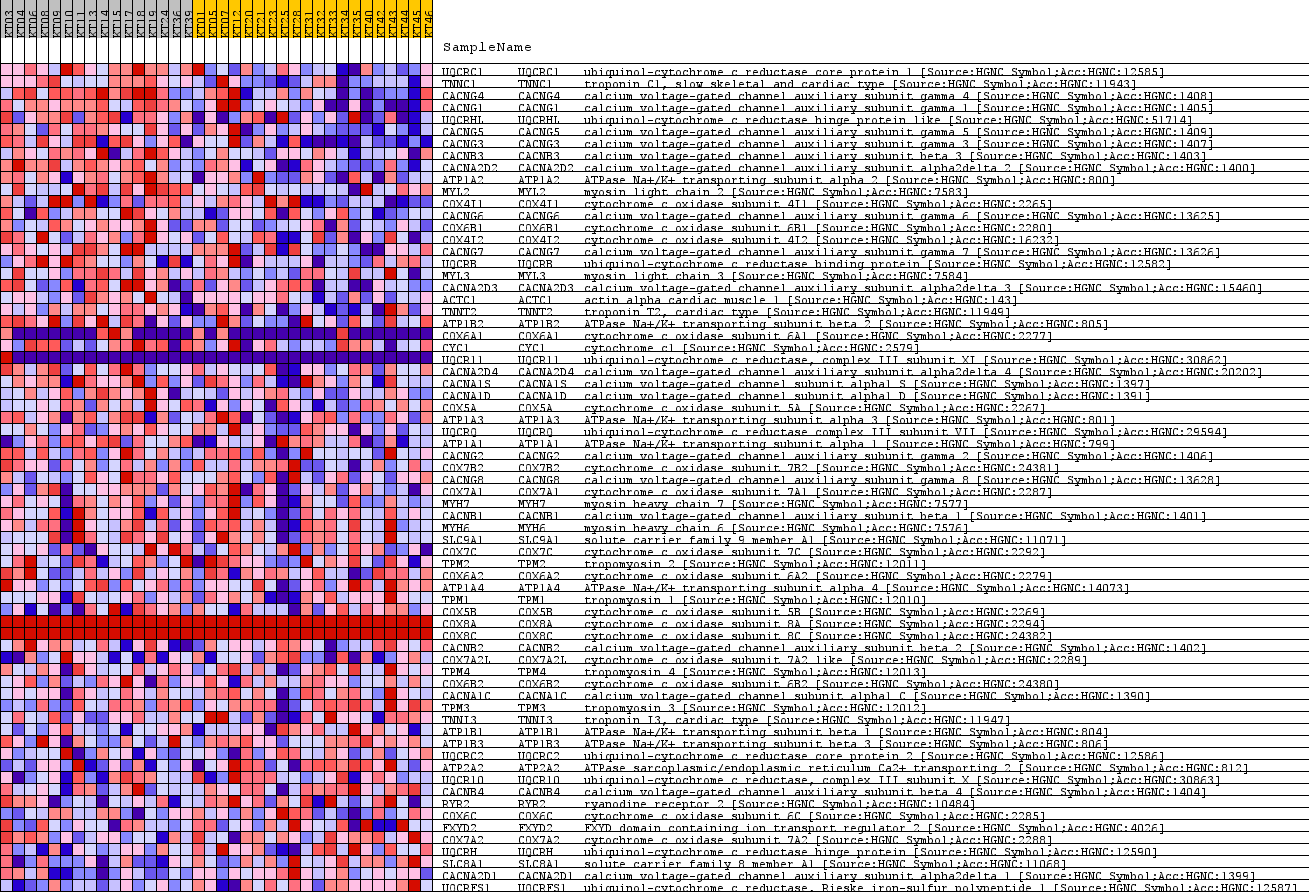 KT03 KT04 KT06 KT08 KT09 KT10 KT11 KT13 KT14 KT15 KT17 KT18 KT19 KT24 KT36 KT39 KT01 KT05 KT07 KT12 KT20 KT21 KT23 KT25 KT28 KT31 KT32 KT33 KT34 KT35 KT40 KT42 KT43 KT44 KT45 KT46
SampleName
UQCRC1 UQCRC1 ubiquinol-cytochrome c reductase core protein 1 [Source:HGNC Symbol;Acc:HGNC:12585]
TNNC1 TNNC1 troponin C1, slow skeletal and cardiac type [Source:HGNC Symbol;Acc:HGNC:11943]
CACNG4 CACNG4 calcium voltage-gated channel auxiliary subunit gamma 4 [Source:HGNC Symbol;Acc:HGNC:1408]
CACNG1 CACNG1 calcium voltage-gated channel auxiliary subunit gamma 1 [Source:HGNC Symbol;Acc:HGNC:1405]
UQCRHL UQCRHL ubiquinol-cytochrome c reductase hinge protein like [Source:HGNC Symbol;Acc:HGNC:51714]
CACNG5 CACNG5 calcium voltage-gated channel auxiliary subunit gamma 5 [Source:HGNC Symbol;Acc:HGNC:1409]
CACNG3 CACNG3 calcium voltage-gated channel auxiliary subunit gamma 3 [Source:HGNC Symbol;Acc:HGNC:1407]
CACNB3 CACNB3 calcium voltage-gated channel auxiliary subunit beta 3 [Source:HGNC Symbol;Acc:HGNC:1403]
CACNA2D2 CACNA2D2 calcium voltage-gated channel auxiliary subunit alpha2delta 2 [Source:HGNC Symbol;Acc:HGNC:1400]
ATP1A2 ATP1A2 ATPase Na+/K+ transporting subunit alpha 2 [Source:HGNC Symbol;Acc:HGNC:800]
MYL2 MYL2 myosin light chain 2 [Source:HGNC Symbol;Acc:HGNC:7583]
COX4I1 COX4I1 cytochrome c oxidase subunit 4I1 [Source:HGNC Symbol;Acc:HGNC:2265]
CACNG6 CACNG6 calcium voltage-gated channel auxiliary subunit gamma 6 [Source:HGNC Symbol;Acc:HGNC:13625]
COX6B1 COX6B1 cytochrome c oxidase subunit 6B1 [Source:HGNC Symbol;Acc:HGNC:2280]
COX4I2 COX4I2 cytochrome c oxidase subunit 4I2 [Source:HGNC Symbol;Acc:HGNC:16232]
CACNG7 CACNG7 calcium voltage-gated channel auxiliary subunit gamma 7 [Source:HGNC Symbol;Acc:HGNC:13626]
UQCRB UQCRB ubiquinol-cytochrome c reductase binding protein [Source:HGNC Symbol;Acc:HGNC:12582]
MYL3 MYL3 myosin light chain 3 [Source:HGNC Symbol;Acc:HGNC:7584]
CACNA2D3 CACNA2D3 calcium voltage-gated channel auxiliary subunit alpha2delta 3 [Source:HGNC Symbol;Acc:HGNC:15460]
ACTC1 ACTC1 actin alpha cardiac muscle 1 [Source:HGNC Symbol;Acc:HGNC:143]
TNNT2 TNNT2 troponin T2, cardiac type [Source:HGNC Symbol;Acc:HGNC:11949]
ATP1B2 ATP1B2 ATPase Na+/K+ transporting subunit beta 2 [Source:HGNC Symbol;Acc:HGNC:805]
COX6A1 COX6A1 cytochrome c oxidase subunit 6A1 [Source:HGNC Symbol;Acc:HGNC:2277]
CYC1 CYC1 cytochrome c1 [Source:HGNC Symbol;Acc:HGNC:2579]
UQCR11 UQCR11 ubiquinol-cytochrome c reductase, complex III subunit XI [Source:HGNC Symbol;Acc:HGNC:30862]
CACNA2D4 CACNA2D4 calcium voltage-gated channel auxiliary subunit alpha2delta 4 [Source:HGNC Symbol;Acc:HGNC:20202]
CACNA1S CACNA1S calcium voltage-gated channel subunit alpha1 S [Source:HGNC Symbol;Acc:HGNC:1397]
CACNA1D CACNA1D calcium voltage-gated channel subunit alpha1 D [Source:HGNC Symbol;Acc:HGNC:1391]
COX5A COX5A cytochrome c oxidase subunit 5A [Source:HGNC Symbol;Acc:HGNC:2267]
ATP1A3 ATP1A3 ATPase Na+/K+ transporting subunit alpha 3 [Source:HGNC Symbol;Acc:HGNC:801]
UQCRQ UQCRQ ubiquinol-cytochrome c reductase complex III subunit VII [Source:HGNC Symbol;Acc:HGNC:29594]
ATP1A1 ATP1A1 ATPase Na+/K+ transporting subunit alpha 1 [Source:HGNC Symbol;Acc:HGNC:799]
CACNG2 CACNG2 calcium voltage-gated channel auxiliary subunit gamma 2 [Source:HGNC Symbol;Acc:HGNC:1406]
COX7B2 COX7B2 cytochrome c oxidase subunit 7B2 [Source:HGNC Symbol;Acc:HGNC:24381]
CACNG8 CACNG8 calcium voltage-gated channel auxiliary subunit gamma 8 [Source:HGNC Symbol;Acc:HGNC:13628]
COX7A1 COX7A1 cytochrome c oxidase subunit 7A1 [Source:HGNC Symbol;Acc:HGNC:2287]
MYH7 MYH7 myosin heavy chain 7 [Source:HGNC Symbol;Acc:HGNC:7577]
CACNB1 CACNB1 calcium voltage-gated channel auxiliary subunit beta 1 [Source:HGNC Symbol;Acc:HGNC:1401]
MYH6 MYH6 myosin heavy chain 6 [Source:HGNC Symbol;Acc:HGNC:7576]
SLC9A1 SLC9A1 solute carrier family 9 member A1 [Source:HGNC Symbol;Acc:HGNC:11071]
COX7C COX7C cytochrome c oxidase subunit 7C [Source:HGNC Symbol;Acc:HGNC:2292]
TPM2 TPM2 tropomyosin 2 [Source:HGNC Symbol;Acc:HGNC:12011]
COX6A2 COX6A2 cytochrome c oxidase subunit 6A2 [Source:HGNC Symbol;Acc:HGNC:2279]
ATP1A4 ATP1A4 ATPase Na+/K+ transporting subunit alpha 4 [Source:HGNC Symbol;Acc:HGNC:14073]
TPM1 TPM1 tropomyosin 1 [Source:HGNC Symbol;Acc:HGNC:12010]
COX5B COX5B cytochrome c oxidase subunit 5B [Source:HGNC Symbol;Acc:HGNC:2269]
COX8A COX8A cytochrome c oxidase subunit 8A [Source:HGNC Symbol;Acc:HGNC:2294]
COX8C COX8C cytochrome c oxidase subunit 8C [Source:HGNC Symbol;Acc:HGNC:24382]
CACNB2 CACNB2 calcium voltage-gated channel auxiliary subunit beta 2 [Source:HGNC Symbol;Acc:HGNC:1402]
COX7A2L COX7A2L cytochrome c oxidase subunit 7A2 like [Source:HGNC Symbol;Acc:HGNC:2289]
TPM4 TPM4 tropomyosin 4 [Source:HGNC Symbol;Acc:HGNC:12013]
COX6B2 COX6B2 cytochrome c oxidase subunit 6B2 [Source:HGNC Symbol;Acc:HGNC:24380]
CACNA1C CACNA1C calcium voltage-gated channel subunit alpha1 C [Source:HGNC Symbol;Acc:HGNC:1390]
TPM3 TPM3 tropomyosin 3 [Source:HGNC Symbol;Acc:HGNC:12012]
TNNI3 TNNI3 troponin I3, cardiac type [Source:HGNC Symbol;Acc:HGNC:11947]
ATP1B1 ATP1B1 ATPase Na+/K+ transporting subunit beta 1 [Source:HGNC Symbol;Acc:HGNC:804]
ATP1B3 ATP1B3 ATPase Na+/K+ transporting subunit beta 3 [Source:HGNC Symbol;Acc:HGNC:806]
UQCRC2 UQCRC2 ubiquinol-cytochrome c reductase core protein 2 [Source:HGNC Symbol;Acc:HGNC:12586]
ATP2A2 ATP2A2 ATPase sarcoplasmic/endoplasmic reticulum Ca2+ transporting 2 [Source:HGNC Symbol;Acc:HGNC:812]
UQCR10 UQCR10 ubiquinol-cytochrome c reductase, complex III subunit X [Source:HGNC Symbol;Acc:HGNC:30863]
CACNB4 CACNB4 calcium voltage-gated channel auxiliary subunit beta 4 [Source:HGNC Symbol;Acc:HGNC:1404]
RYR2 RYR2 ryanodine receptor 2 [Source:HGNC Symbol;Acc:HGNC:10484]
COX6C COX6C cytochrome c oxidase subunit 6C [Source:HGNC Symbol;Acc:HGNC:2285]
FXYD2 FXYD2 FXYD domain containing ion transport regulator 2 [Source:HGNC Symbol;Acc:HGNC:4026]
COX7A2 COX7A2 cytochrome c oxidase subunit 7A2 [Source:HGNC Symbol;Acc:HGNC:2288]
UQCRH UQCRH ubiquinol-cytochrome c reductase hinge protein [Source:HGNC Symbol;Acc:HGNC:12590]
SLC8A1 SLC8A1 solute carrier family 8 member A1 [Source:HGNC Symbol;Acc:HGNC:11068]
CACNA2D1 CACNA2D1 calcium voltage-gated channel auxiliary subunit alpha2delta 1 [Source:HGNC Symbol;Acc:HGNC:1399]
UQCRFS1 UQCRFS1 ubiquinol-cytochrome c reductase, Rieske iron-sulfur polypeptide 1 [Source:HGNC Symbol;Acc:HGNC:12587]